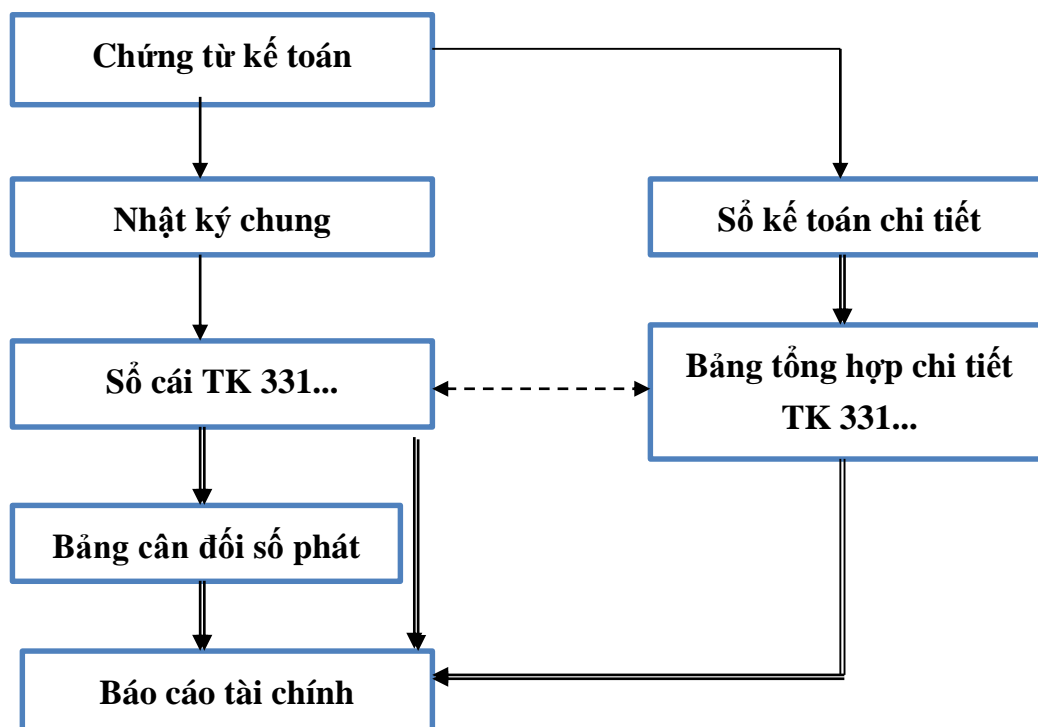 Chứng từ kế toán
Nhật ký chung
Sổ kế toán chi tiết
Sổ cái TK 331...
Bảng tổng hợp chi tiết
TK 331...
Bảng cân đối số phát
Báo cáo tài chính